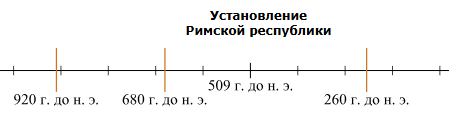 Установление
Римской республики
509 г. до н. э.
920 г. до н. э.
680 г. до н. э.
260 г. до н. э.